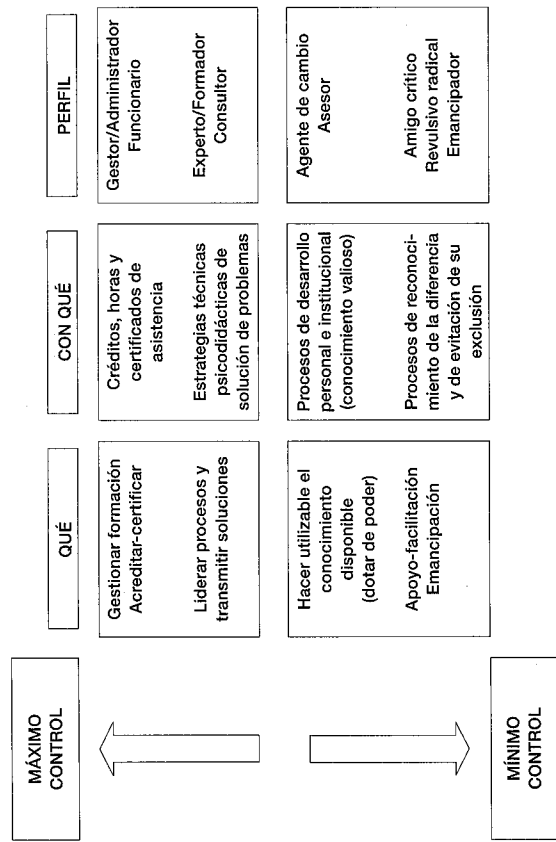 MÁXIMO
CONTROL
MÍNIMO
CONTROL
QUÉ
Gestionar formación
Acreditar-certificar
Liderar procesos y
transmitir soluciones
Hacer utilizable el
conocimiento
disponible
(dotar de poder)
Apoyo-facilitación
Emancipación
CON QUÉ
Créditos, horas y
certificados de
asistencia
Estrategias técnicas
psicodidácticas de
solución de problemas
Procesos de desarrollo
personal e institucional
(conocimiento valioso)
Procesos de reconoci-
miento de la diferencia
y de evitación de su
exclusión
PERFIL
Gestor/Administrador
Funcionario
Experto/Formador
Consultor
Agente de cambio
Asesor
Amigo crítico
Revulsivo radical
Emancipador